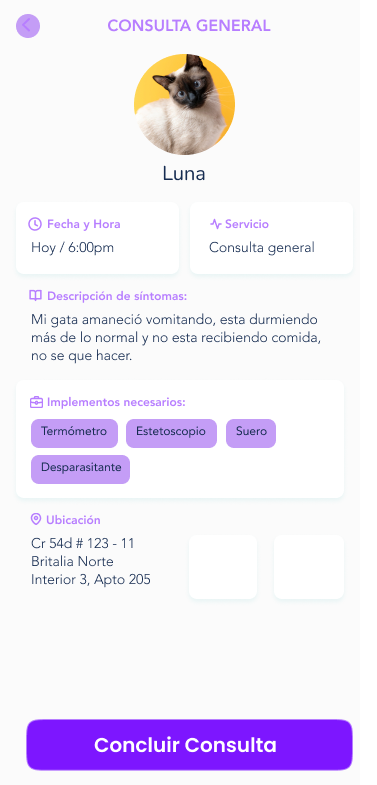 CONSULTA GENERAL
Luna
Fecha y Hora
Hoy / 6:00pm
Servicio
Consulta general
Descripción de síntomas:
Mi gata amaneció vomitando, esta durmiendo
más de lo normal y no esta recibiendo comida,
no se que hacer.
Implementos necesarios:
Termómetro
Estetoscopio
Suero
Desparasitante
Ubicación
Cr 54d # 123 - 11
Britalia Norte
Interior 3, Apto 205
Concluir Consulta